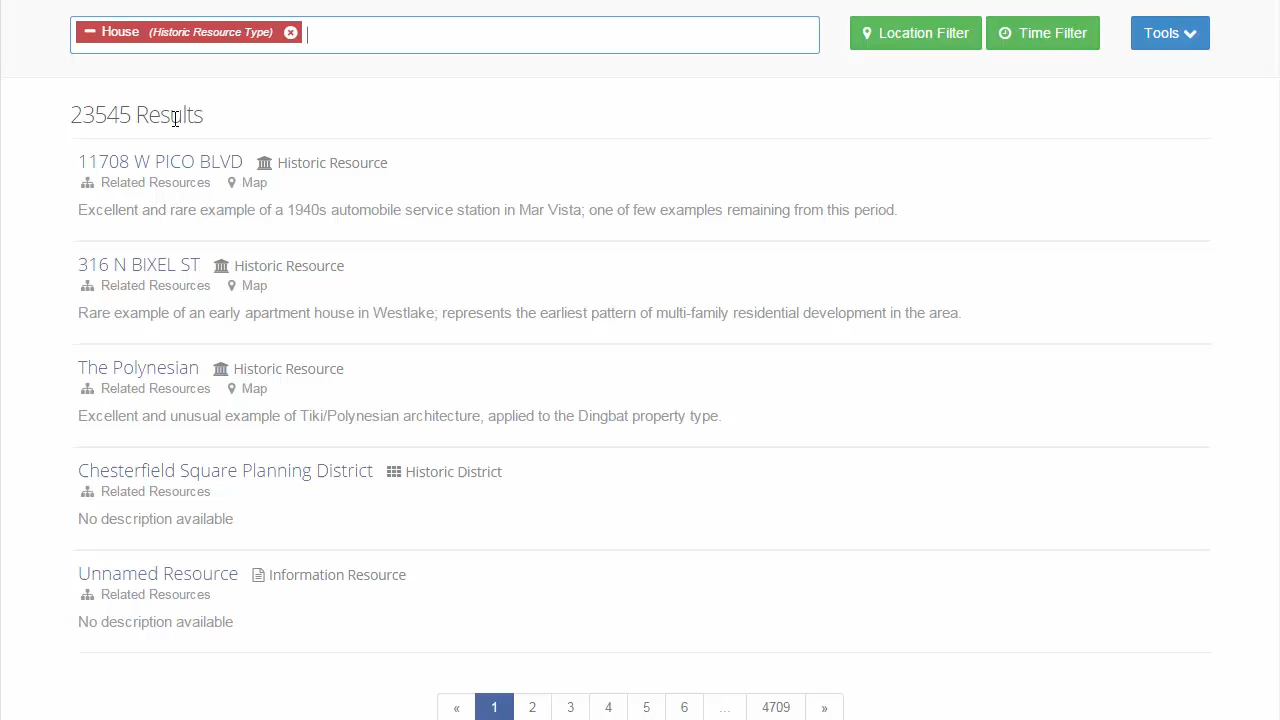 House (Historic Resource Type)
Location Filter
Time Filter
Tools
23545 Results
11708 W PICO BLVD Historic Resource
Related Resources Map
Excellent and rare example of a 1940s automobile service station in Mar Vista; one of few examples remaining from this period.
316 N BIXEL ST Historic Resource
Related Resources Map
Rare example of an early apartment house in Westlake; represents the earliest pattern of multi-family residential development in the area.
The Polynesian Historic Resource
Related Resources Map
Excellent and unusual example of Tiki/Polynesian architecture, applied to the Dingbat property type.
Chesterfield Square Planning District Historic District
Related Resources
No description available
Unnamed Resource Information Resource
Related Resources
No description available
« 1 2 3 4 5 6 ... 4709 »